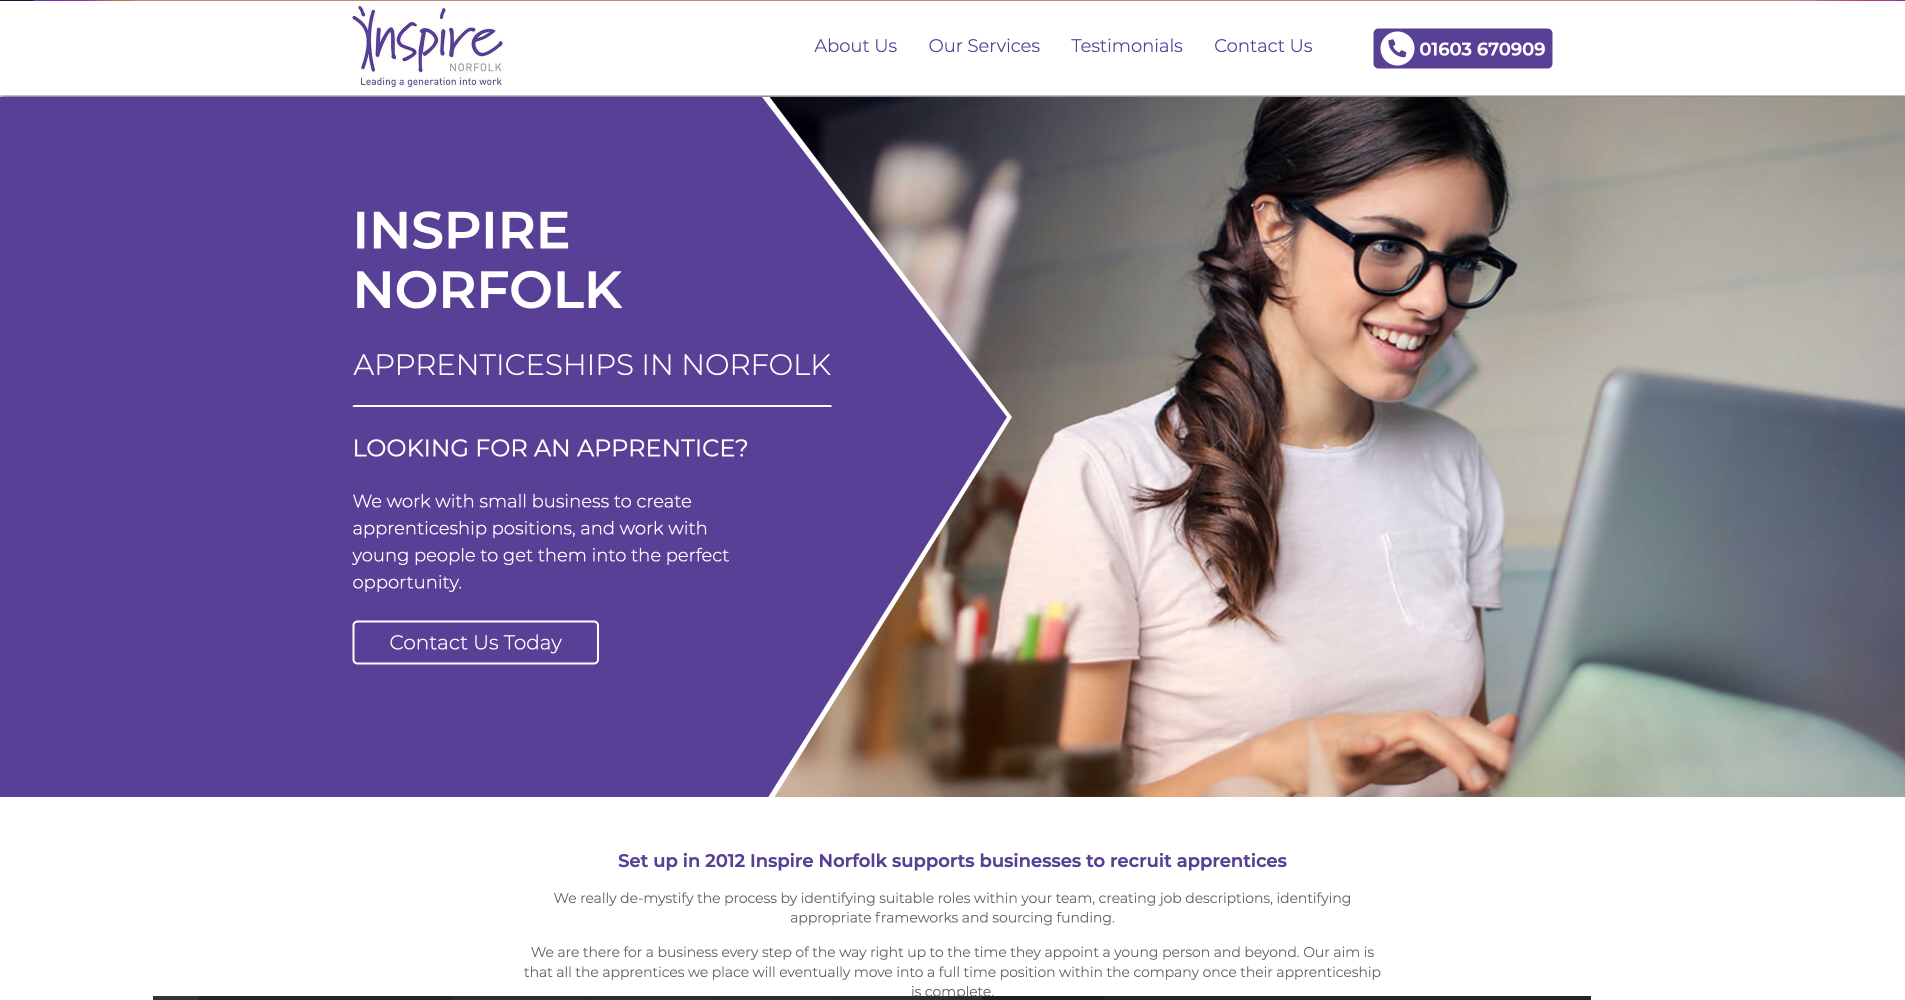 Inspire
NORFOLK
Leading a generation into work
About Us
Our Services
Testimonials
Contact Us
01603 670909
INSPIRE
NORFOLK
APPRENTICESHIPS IN NORFOLK
LOOKING FOR AN APPRENTICE?
We work with small business to create
apprenticeship positions, and work with
young people to get them into the perfect
opportunity.
Contact Us Today
Set up in 2012 Inspire Norfolk supports businesses to recruit apprentices
We really de-mystify the process by identifying suitable roles within your team, creating job descriptions, identifying
appropriate frameworks and sourcing funding.
We are there for a business every step of the way right up to the time they appoint a young person and beyond. Our aim is
that all the apprentices we place will eventually move into a full time position within the company once their apprenticeship
is complete.